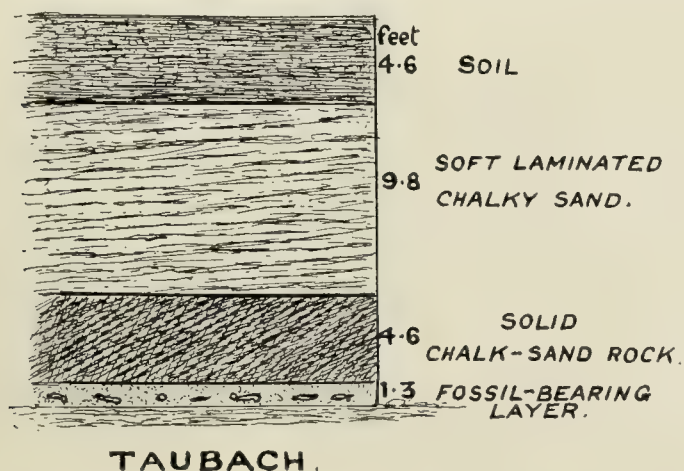 feet
4·6 SOIL
9·8 SOFT LAMINATED
CHALKY SAND.
4·6 SOLID
CHALK-SAND ROCK.
1·3 FOSSIL-BEARING
LAYER.
TAUBACH.